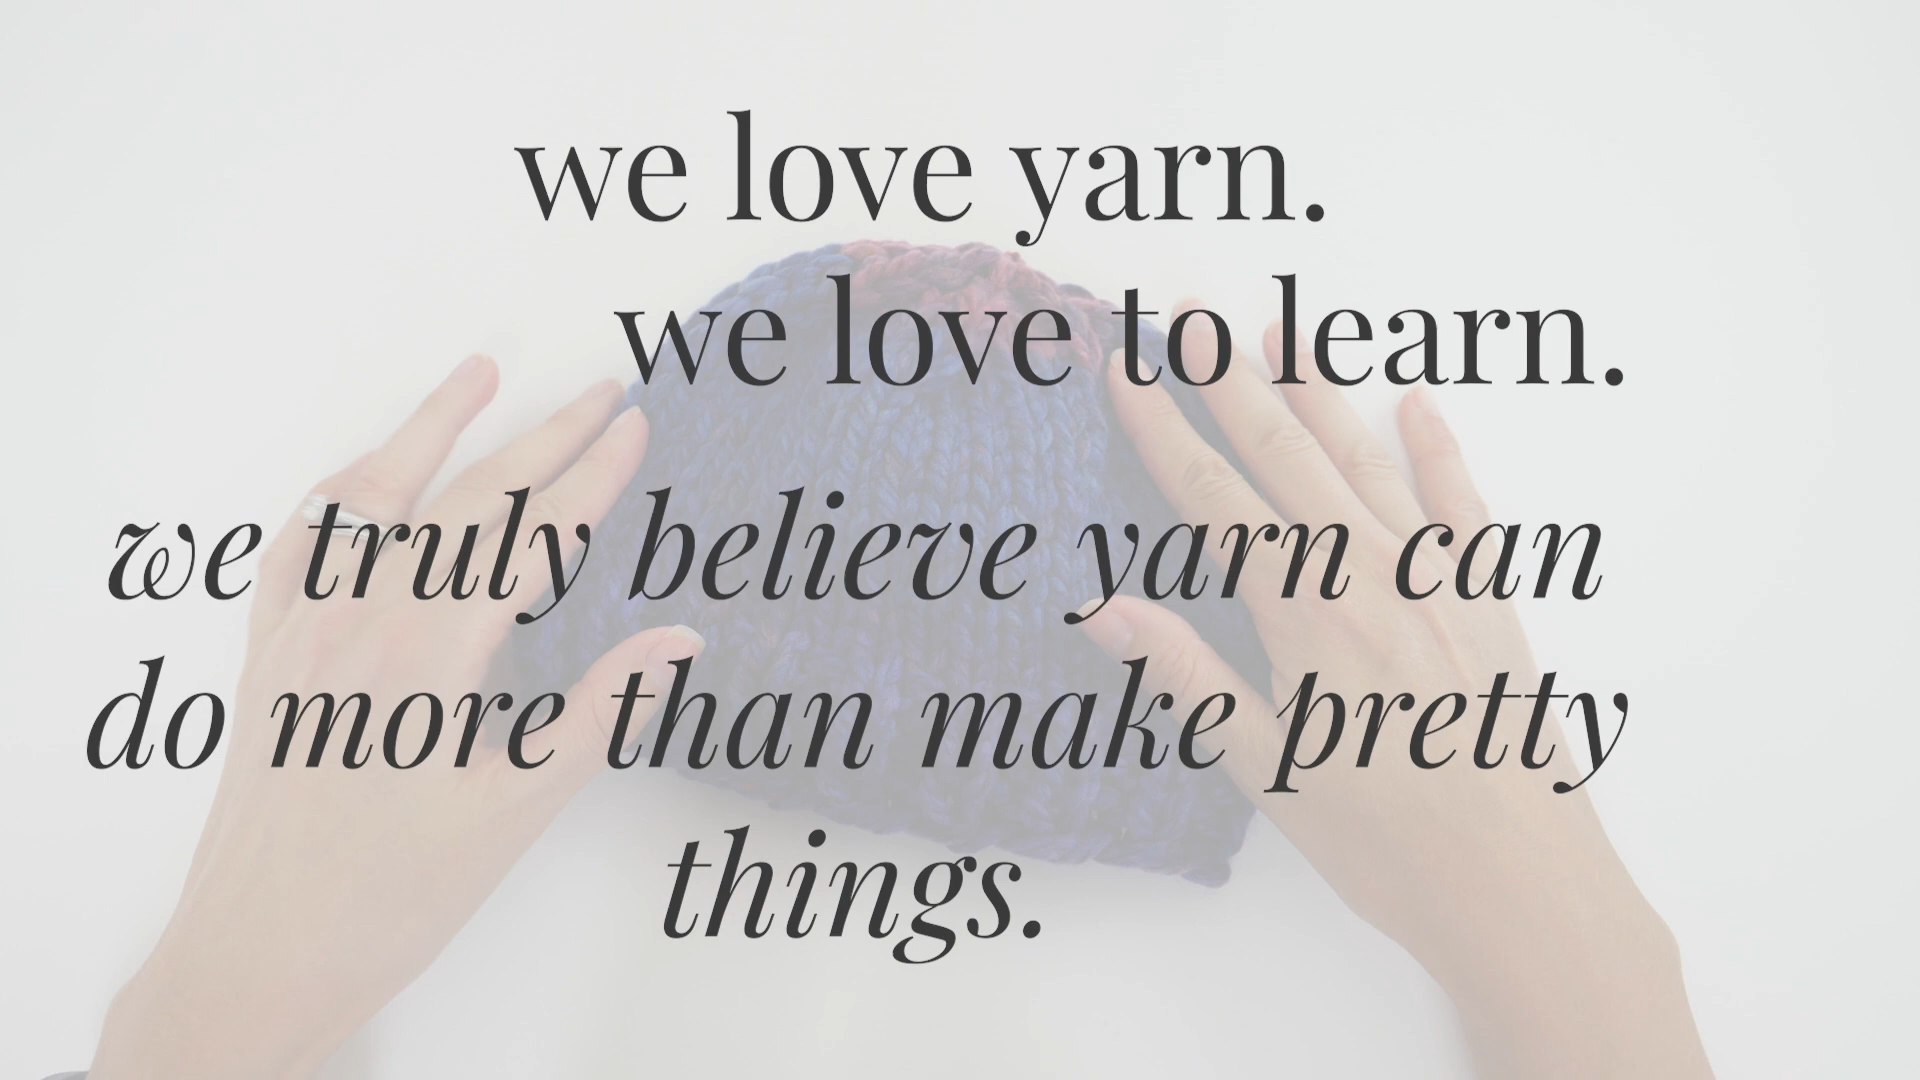 we love yarn.
we love to learn.
we truly believe yarn can
do more than make pretty
things.